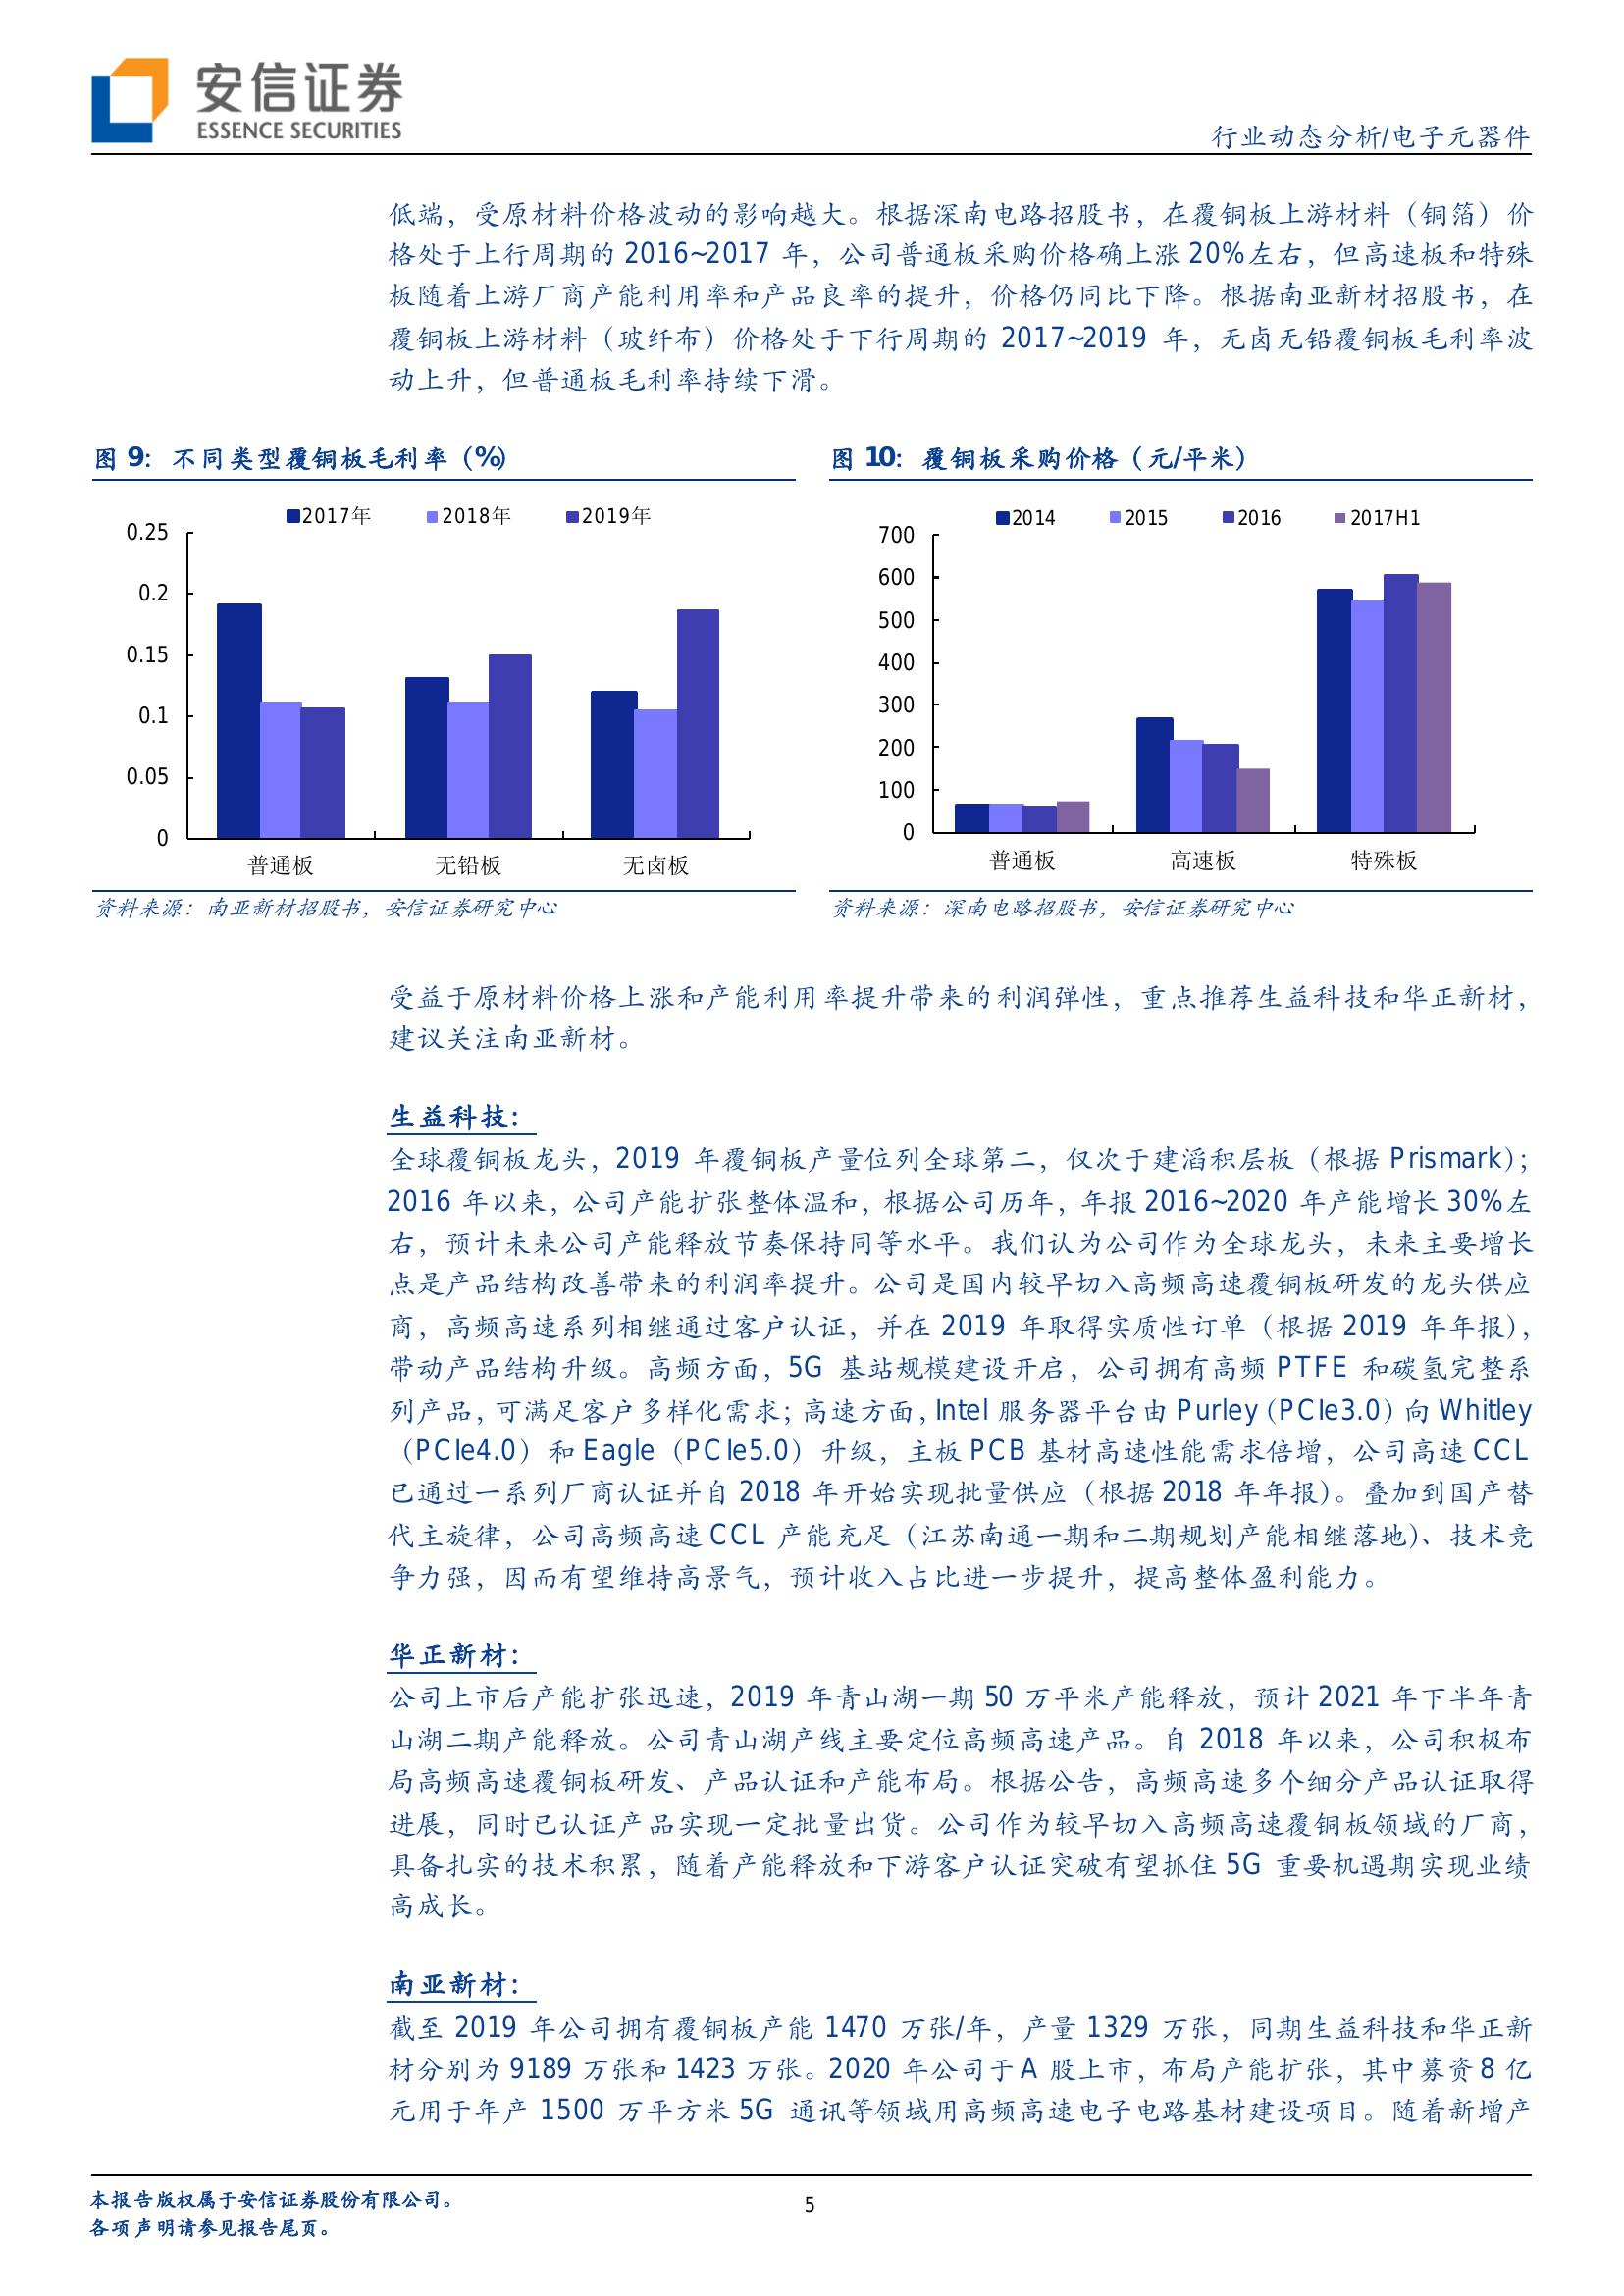 安信证券
ESSENCE SECURITIES
行业动态分析/电子元器件
低端，受原材料价格波动的影响越大。根据深南电路招股书，在覆铜板上游材料（铜箔）价
格处于上行周期的 2016~2017 年，公司普通板采购价格确上涨 20%左右，但高速板和特殊
板随着上游厂商产能利用率和产品良率的提升，价格仍同比下降。根据南亚新材招股书，在
覆铜板上游材料（玻纤布）价格处于下行周期的 2017~2019 年，无卤无铅覆铜板毛利率波
动上升，但普通板毛利率持续下滑。
图 9：不同类型覆铜板毛利率（%）
2017年 2018年 2019年
0.25
0.2
0.15
0.1
0.05
0
普通板 无铅板 无卤板
资料来源：南亚新材招股书，安信证券研究中心
图 10：覆铜板采购价格（元/平米）
2014 2015 2016 2017H1
700
600
500
400
300
200
100
0
普通板 高速板 特殊板
资料来源：深南电路招股书，安信证券研究中心
受益于原材料价格上涨和产能利用率提升带来的利润弹性，重点推荐生益科技和华正新材，
建议关注南亚新材。
生益科技：
全球覆铜板龙头，2019 年覆铜板产量位列全球第二，仅次于建滔积层板（根据 Prismark）；
2016 年以来，公司产能扩张整体温和，根据公司历年，年报 2016~2020 年产能增长 30%左
右，预计未来公司产能释放节奏保持同等水平。我们认为公司作为全球龙头，未来主要增长
点是产品结构改善带来的利润率提升。公司是国内较早切入高频高速覆铜板研发的龙头供应
商，高频高速系列相继通过客户认证，并在 2019 年取得实质性订单（根据 2019 年年报），
带动产品结构升级。高频方面，5G 基站规模建设开启，公司拥有高频 PTFE 和碳氢完整系
列产品，可满足客户多样化需求；高速方面，Intel 服务器平台由 Purley（PCIe3.0）向 Whitley
（PCIe4.0）和 Eagle（PCIe5.0）升级，主板 PCB 基材高速性能需求倍增，公司高速 CCL
已通过一系列厂商认证并自 2018 年开始实现批量供应（根据 2018 年年报）。叠加到国产替
代主旋律，公司高频高速 CCL 产能充足（江苏南通一期和二期规划产能相继落地）、技术竞
争力强，因而有望维持高景气，预计收入占比进一步提升，提高整体盈利能力。
华正新材：
公司上市后产能扩张迅速，2019 年青山湖一期 50 万平米产能释放，预计 2021 年下半年青
山湖二期产能释放。公司青山湖产线主要定位高频高速产品。自 2018 年以来，公司积极布
局高频高速覆铜板研发、产品认证和产能布局。根据公告，高频高速多个细分产品认证取得
进展，同时已认证产品实现一定批量出货。公司作为较早切入高频高速覆铜板领域的厂商，
具备扎实的技术积累，随着产能释放和下游客户认证突破有望抓住 5G 重要机遇期实现业绩
高成长。
南亚新材：
截至 2019 年公司拥有覆铜板产能 1470 万张/年，产量 1329 万张，同期生益科技和华正新
材分别为 9189 万张和 1423 万张。2020 年公司于 A 股上市，布局产能扩张，其中募资 8 亿
元用于年产 1500 万平方米 5G 通讯等领域用高频高速电子电路基材建设项目。随着新增产
本报告版权属于安信证券股份有限公司。
各项声明请参见报告尾页。
5